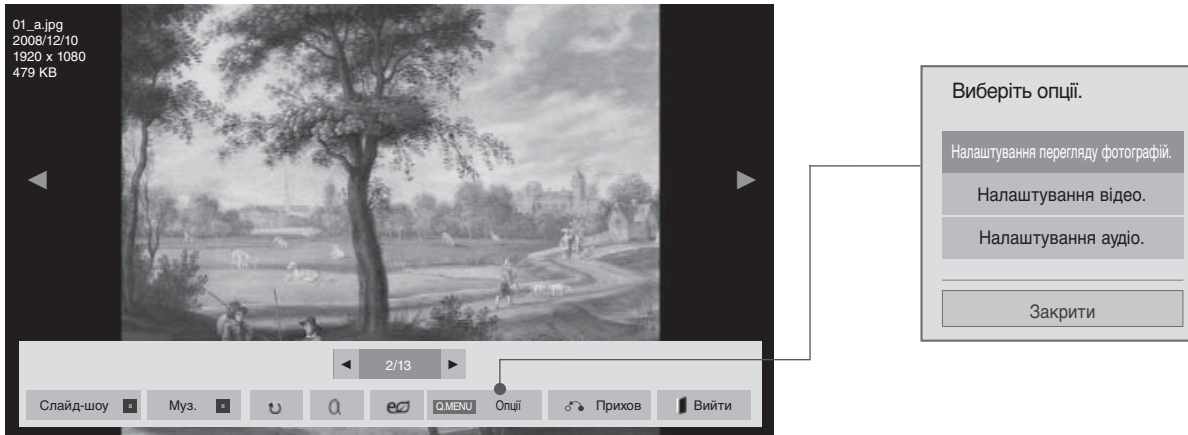 01_a.jpg
2008/12/10
1920 x 1080
479 KB
2/13
Слайд-шоу
Муз.
Q.MENU Опції
Прихов
Вийти
Виберіть опції.
Налаштування перегляду фотографій.
Налаштування відео.
Налаштування аудіо.
Закрити